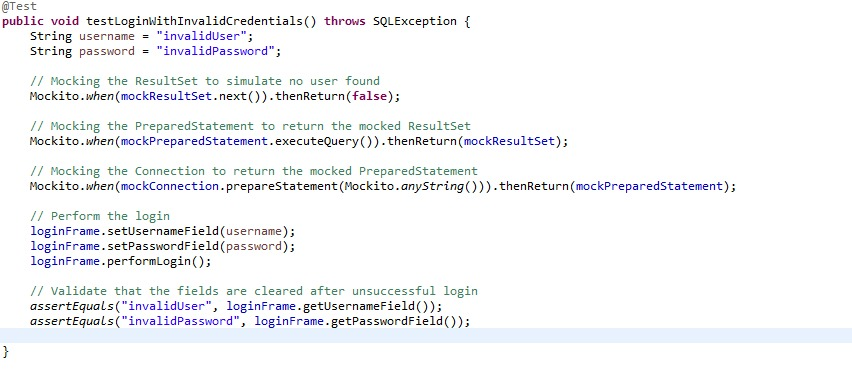 @Test
public void testLoginWithInvalidCredentials() throws SQLException {
    String username = "invalidUser";
    String password = "invalidPassword";

    // Mocking the ResultSet to simulate no user found
    Mockito.when(mockResultSet.next()).thenReturn(false);

    // Mocking the PreparedStatement to return the mocked ResultSet
    Mockito.when(mockPreparedStatement.executeQuery()).thenReturn(mockResultSet);

    // Mocking the Connection to return the mocked PreparedStatement
    Mockito.when(mockConnection.prepareStatement(Mockito.anyString())).thenReturn(mockPreparedStatement);

    // Perform the login
    loginFrame.setUsernameField(username);
    loginFrame.setPasswordField(password);
    loginFrame.performLogin();

    // Validate that the fields are cleared after unsuccessful login
    assertEquals("invalidUser", loginFrame.getUsernameField());
    assertEquals("invalidPassword", loginFrame.getPasswordField());

}